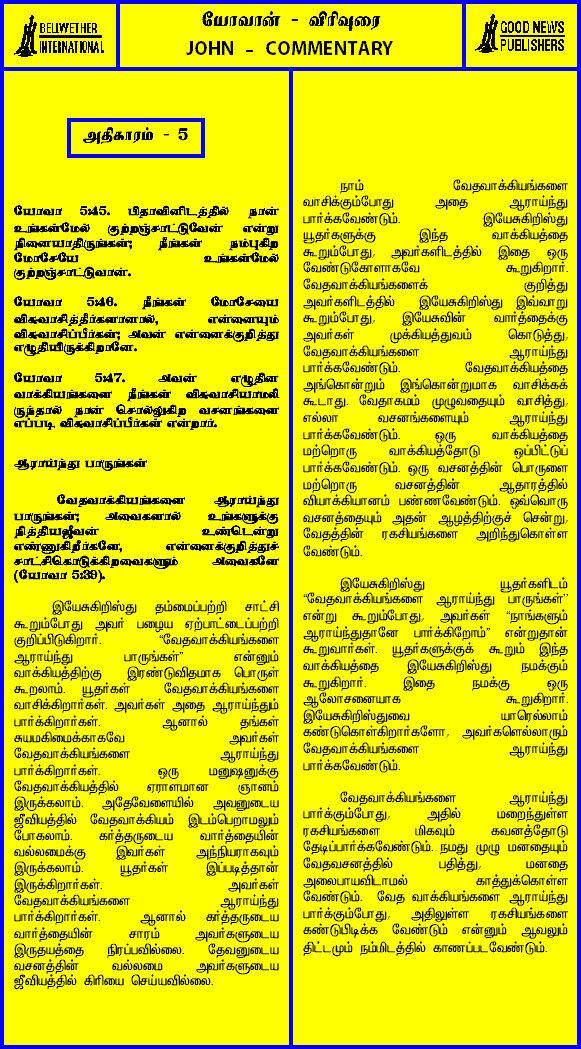 BELWETHER
INTERNATIONAL
யோவான் - விரிவுரை
JOHN - COMMENTARY
GOOD NEWS
PUBLISHERS
அதிகாரம் - 5
யோவா 5:45. பிதாவினிடத்தில் நான்
உங்கள்மேல் குற்றஞ்சாட்டுவேன் என்று
நினையாதிருங்கள்; நீங்கள் நம்புகிற
மோசேயே உங்கள்மேல்
குற்றஞ்சாட்டுவான்.
யோவா 5:46. நீங்கள் மோசேயை
விசுவாசித்தீர்களானால், என்னையும்
விசுவாசிப்பீர்கள்; அவன் என்னைக்குறித்து
எழுதியிருக்கிறானே.
யோவா 5:47. அவன் எழுதின
வாக்கியங்களை நீங்கள் விசுவாசியாமலி
ருந்தால் நான் சொல்லுகிற வசனங்களை
எப்படி விசுவாசிப்பீர்கள் என்றார்.
ஆராய்ந்து பாருங்கள்
வேதவாக்கியங்களை ஆராய்ந்து
பாருங்கள்; அவைகளால் உங்களுக்கு
நித்தியஜீவன் உண்டென்று
எண்ணுகிறீர்களே, என்னைக்குறித்துச்
சாட்சிகொடுக்கிறவைகளும் அவைகளே
(யோவா 5:39).
இயேசுகிறிஸ்து தம்மைப்பற்றி சாட்சி
கூறும்போது அவர் பழைய ஏற்பாட்டைப்பற்றி
குறிப்பிடுகிறார். “வேதவாக்கியங்களை
ஆராய்ந்து பாருங்கள்” என்னும்
வாக்கியத்திற்கு இரண்டுவிதமாக பொருள்
கூறலாம். யூதர்கள் வேதவாக்கியங்களை
வாசிக்கிறார்கள். அவர்கள் அதை ஆராய்ந்தும்
பார்க்கிறார்கள். ஆனால் தங்கள்
சுயமகிமைக்காகவே அவர்கள்
வேதவாக்கியங்களை ஆராய்ந்து
பார்க்கிறார்கள். ஒரு மனுஷனுக்கு
வேதவாக்கியத்தில் ஏராளமான ஞானம்
இருக்கலாம். அதேவேளையில் அவனுடைய
ஜீவியத்தில் வேதவாக்கியம் இடம்பெறாமலும்
போகலாம். கர்த்தருடைய வார்த்தையின்
வல்லமைக்கு இவர்கள் அந்நியராகவும்
இருக்கலாம். யூதர்கள் இப்படித்தான்
இருக்கிறார்கள். அவர்கள்
வேதவாக்கியங்களை ஆராய்ந்து
பார்க்கிறார்கள். ஆனால் கர்த்தருடைய
வார்த்தையின் சாரம் அவர்களுடைய
இருதயத்தை நிரப்பவில்லை. தேவனுடைய
வசனத்தின் வல்லமை அவர்களுடைய
ஜீவியத்தில் கிரியை செய்யவில்லை.
நாம் வேதவாக்கியங்களை
வாசிக்கும்போது அதை ஆராய்ந்து
பார்க்கவேண்டும். இயேசுகிறிஸ்து
யூதர்களுக்கு இந்த வாக்கியத்தை
கூறும்போது, அவர்களிடத்தில் இதை ஒரு
வேண்டுகோளாகவே கூறுகிறார்.
வேதவாக்கியங்களைக் குறித்து
அவர்களிடத்தில் இயேசுகிறிஸ்து இவ்வாறு
கூறும்போது, இயேசுவின் வார்த்தைக்கு
அவர்கள் முக்கியத்துவம் கொடுத்து,
வேதவாக்கியங்களை ஆராய்ந்து
பார்க்கவேண்டும். வேதவாக்கியத்தை
அங்கொன்றும் இங்கொன்றுமாக வாசிக்கக்
கூடாது. வேதாகமம் முழுவதையும் வாசித்து,
எல்லா வசனங்களையும் ஆராய்ந்து
பார்க்கவேண்டும். ஒரு வாக்கியத்தை
மற்றொரு வாக்கியத்தோடு ஒப்பிட்டுப்
பார்க்கவேண்டும். ஒரு வசனத்தின் பொருளை
மற்றொரு வசனத்தின் ஆதாரத்தில்
வியாக்கியானம் பண்ணவேண்டும். ஒவ்வொரு
வசனத்தையும் அதன் ஆழத்திற்குச் சென்று,
வேதத்தின் ரகசியங்களை அறிந்துகொள்ள
வேண்டும்.
இயேசுகிறிஸ்து யூதர்களிடம்
“வேதவாக்கியங்களை ஆராய்ந்து பாருங்கள்”
என்று கூறும்போது, அவர்கள் “நாங்களும்
ஆராய்ந்துதானே பார்க்கிறோம்” என்றுதான்
கூறுவார்கள். யூதர்களுக்குக் கூறும் இந்த
வாக்கியத்தை இயேசுகிறிஸ்து நமக்கும்
கூறுகிறார். இதை நமக்கு ஒரு
ஆலோசனையாக கூறுகிறார்.
இயேசுகிறிஸ்துவை யாரெல்லாம்
கண்டுகொள்கிறார்களோ, அவர்களெல்லாரும்
வேதவாக்கியங்களை ஆராய்ந்து
பார்க்கவேண்டும்.
வேதவாக்கியங்களை ஆராய்ந்து
பார்க்கும்போது, அதில் மறைந்துள்ள
ரகசியங்களை மிகவும் கவனத்தோடு
தேடிப்பார்க்கவேண்டும். நமது முழு மனதையும்
வேதவசனத்தில் பதித்து, மனதை
அலைபாயவிடாமல் காத்துக்கொள்ள
வேண்டும். வேத வாக்கியங்களை ஆராய்ந்து
பார்க்கும்போது, அதிலுள்ள ரகசியங்களை
கண்டுபிடிக்க வேண்டும் என்னும் ஆவலும்
திட்டமும் நம்மிடத்தில் காணப்படவேண்டும்.